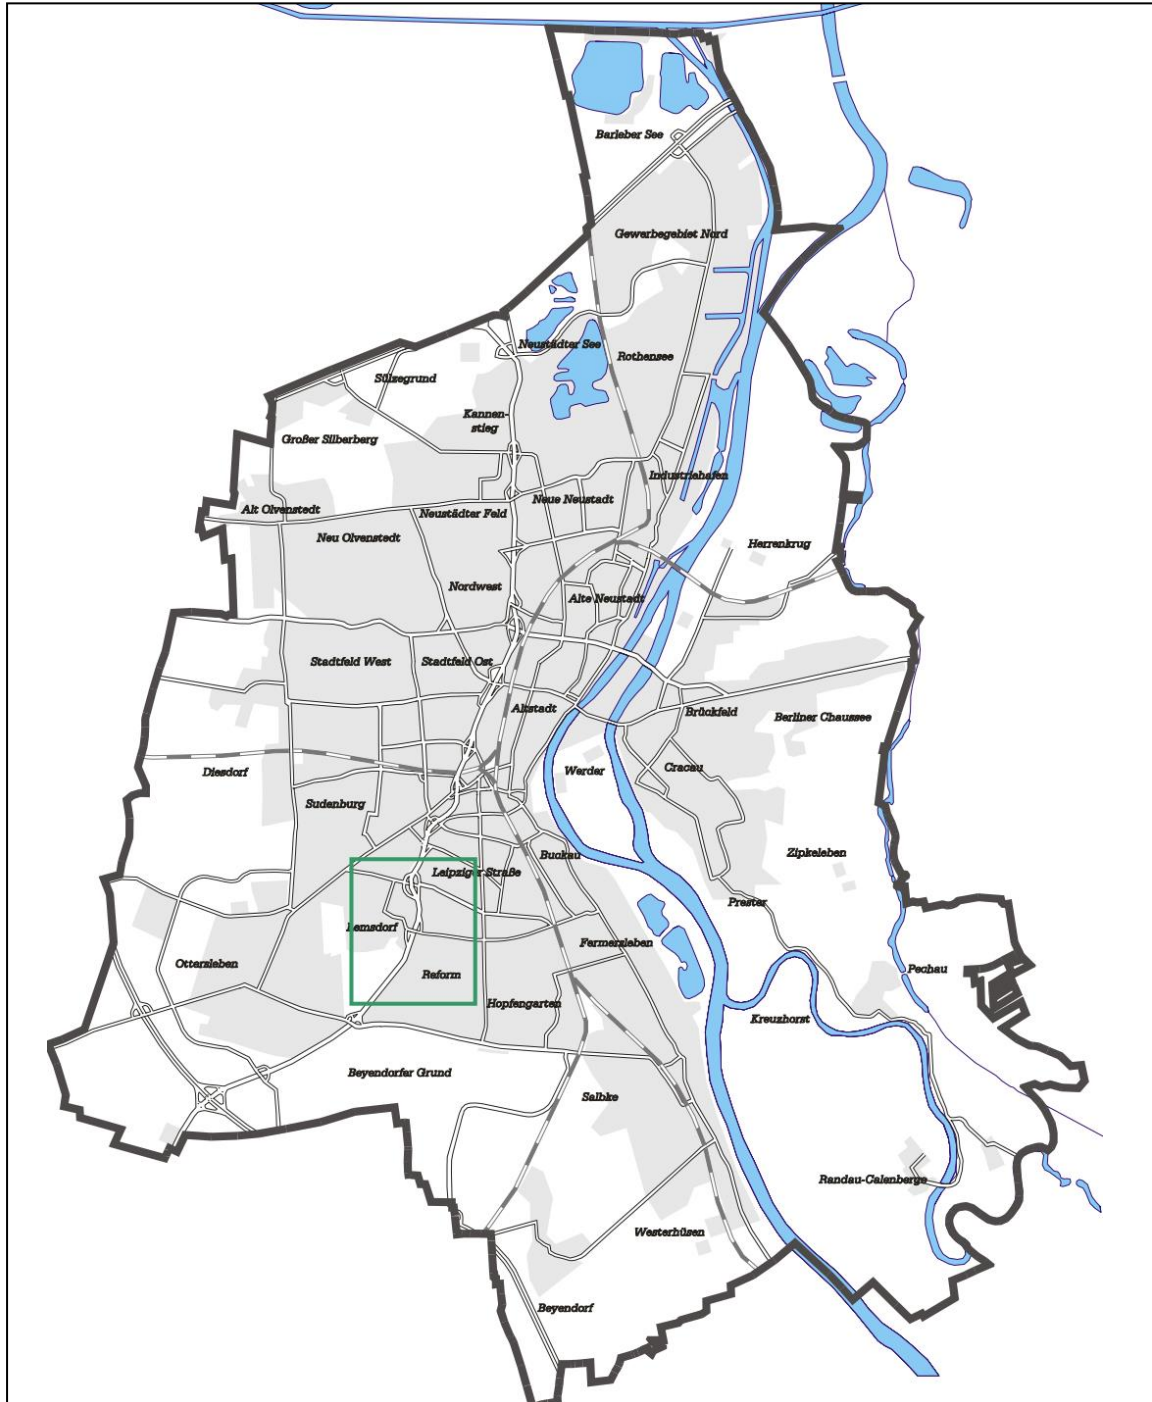 Barleber See
Gewerbegebiet Nord
Neustädter See
Rothensee
Sülzegrund
Kannen-
stieg
Großer Silberberg
Industriehafen
Neue Neustadt
Alt Olvenstedt
Neustädter Feld
Neu Olvenstedt
Herrenkrug
Nordwest
Alte Neustadt
Stadtfeld West
Stadtfeld Ost
Altstadt
Brückfeld
Berliner Chaussee
Diesdorf
Werder
Cracau
Sudenburg
Buckau
Zipkeleben
Leipziger Straße
Prester
Lemsdorf
Fermersleben
Ottersleben
Reform
Pechau
Hopfengarten
Kreuzhorst
Beyendorfer Grund
Salbke
Randau-Calenberge
Westerhüsen
Beyendorf